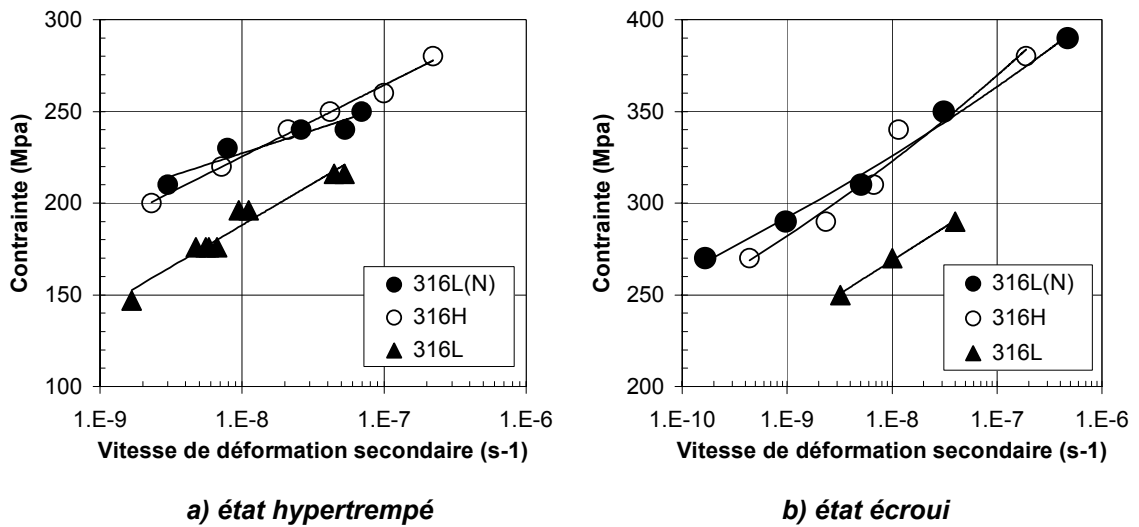 300
250
200
150
100
Contrainte (Mpa)
316L(N)
316H
316L
1.E-9
1.E-8
1.E-7
1.E-6
Vitesse de déformation secondaire (s-1)
a) état hypertrempé
400
350
300
250
200
Contrainte (Mpa)
316L(N)
316H
316L
1.E-10
1.E-9
1.E-8
1.E-7
1.E-6
Vitesse de déformation secondaire (s-1)
b) état écroui